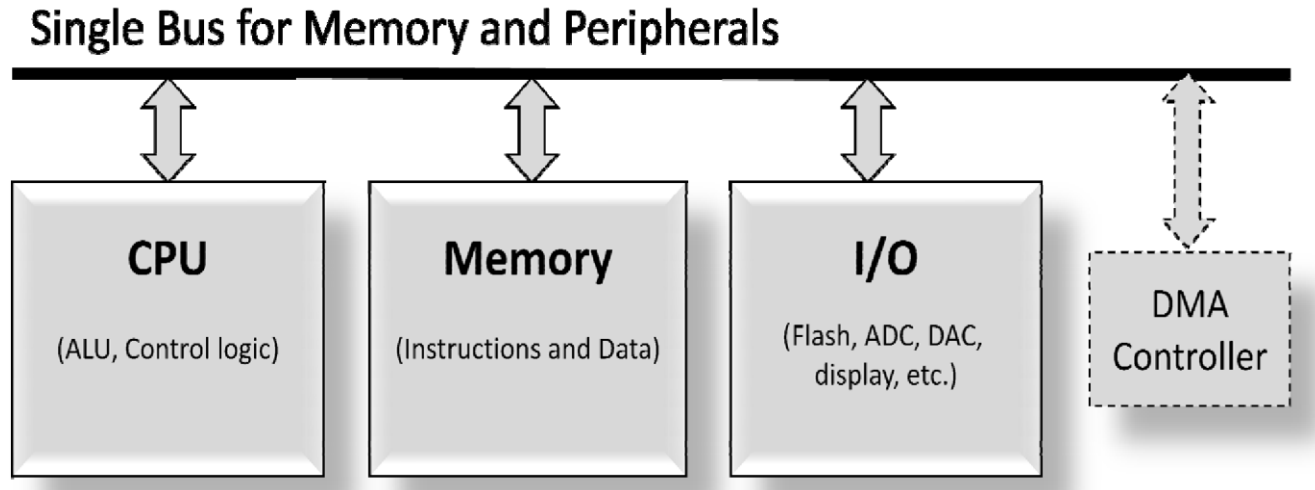 Single Bus for Memory and Peripherals
CPU
(ALU, Control logic)
Memory
(Instructions and Data)
I/O
(Flash, ADC, DAC,
display, etc.)
DMA
Controller